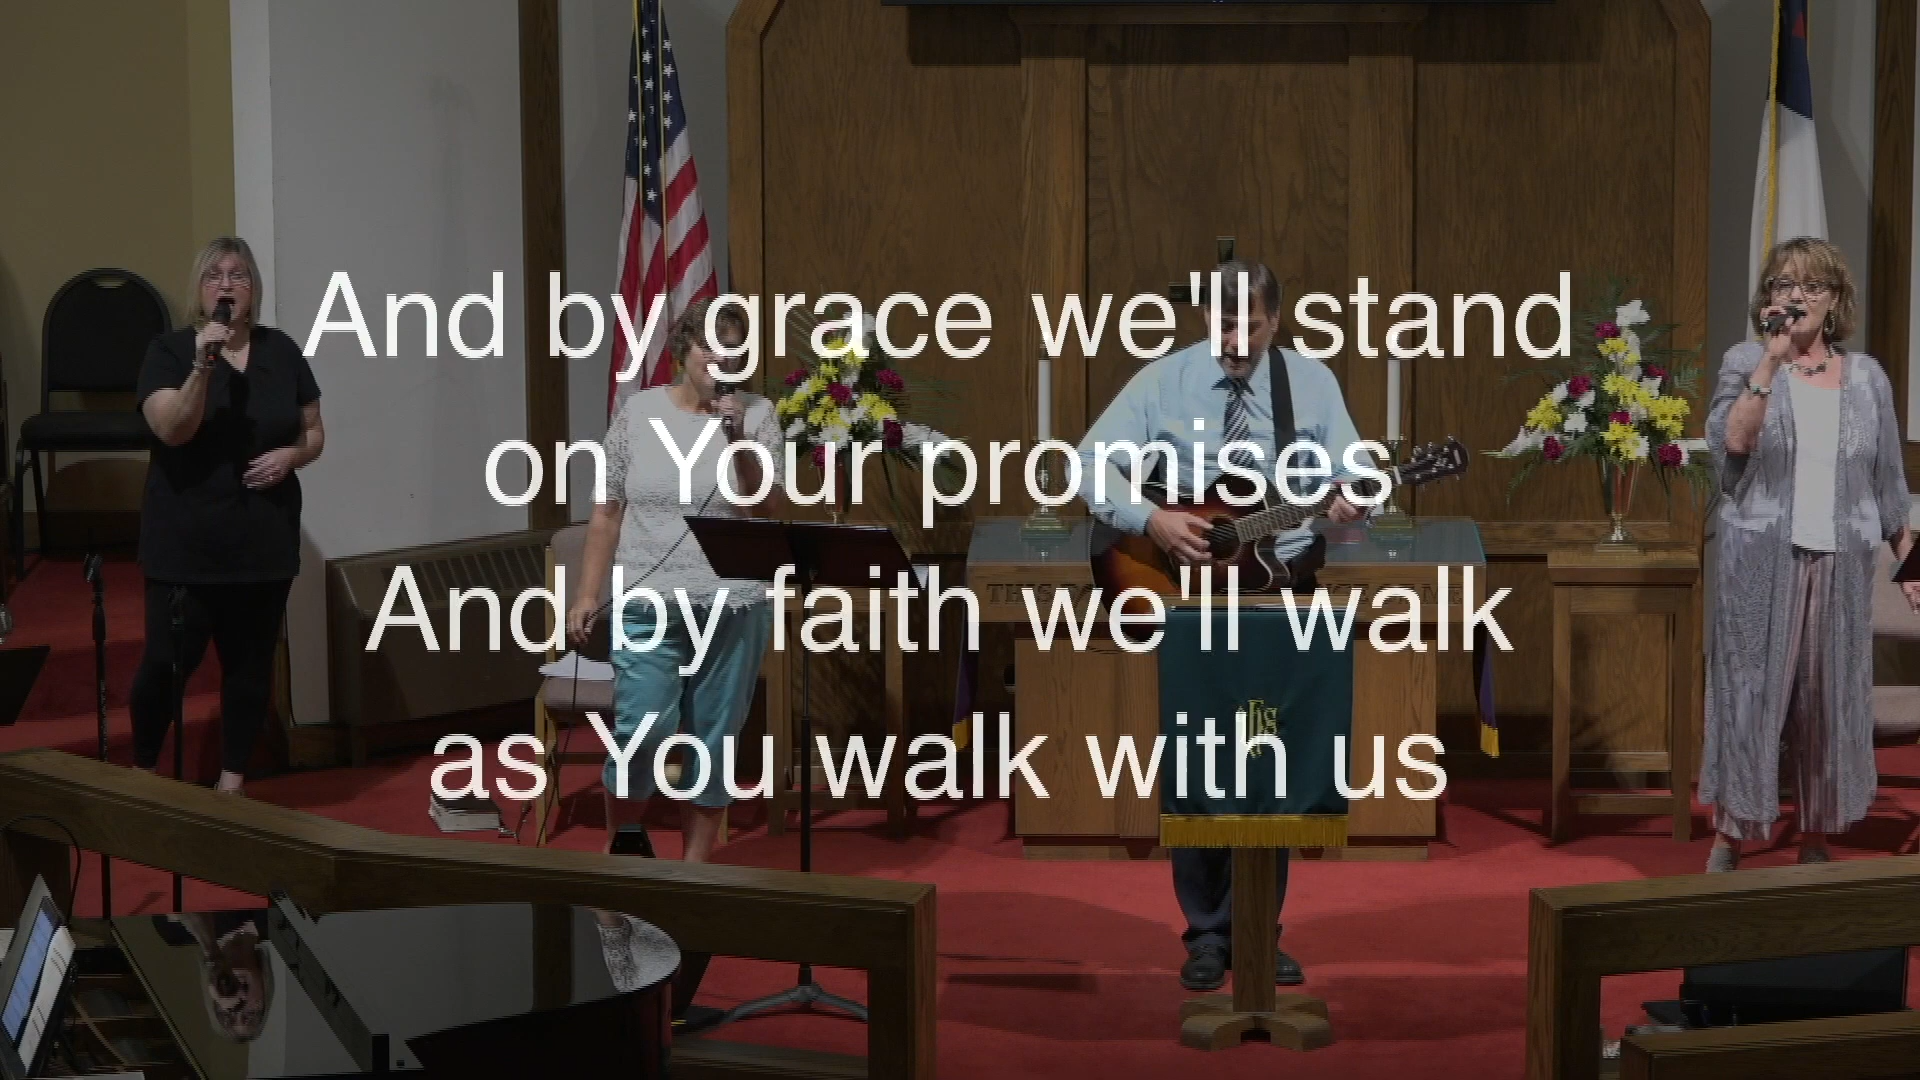 And by grace we'll stand
on Your promises
And by faith we'll walk
as You walk with us
IHS